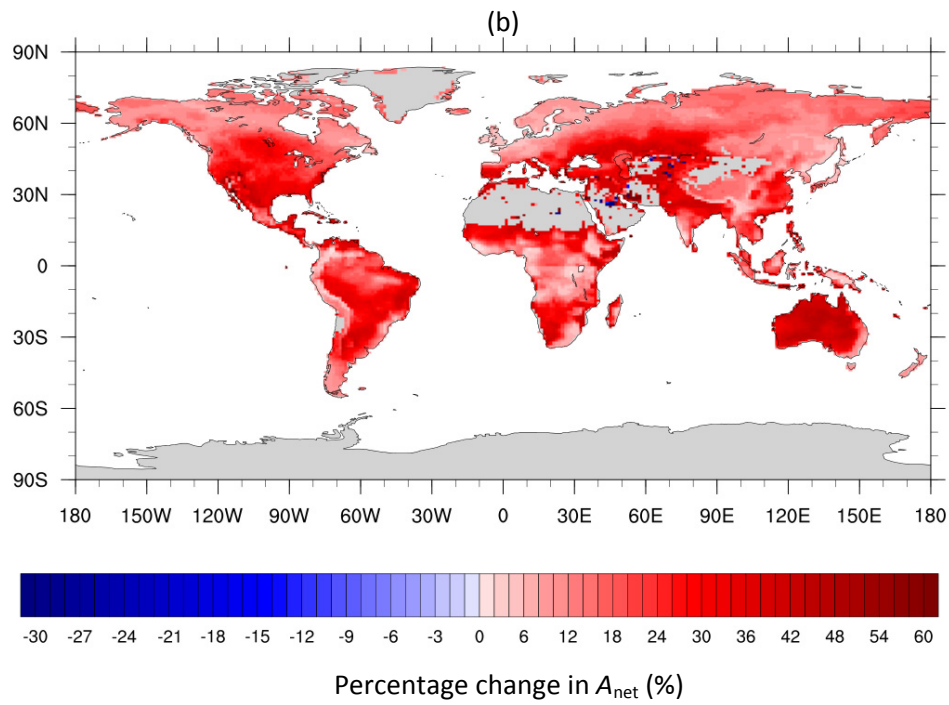 (b)
90N
60N
30N
0
30S
60S
90S
180 150W 120W 90W 60W 30W 0 30E 60E 90E 120E 150E 180
-30 -27 -24 -21 -18 -15 -12 -9 -6 -3 0 6 12 18 24 30 36 42 48 54 60
Percentage change in Anet (%)